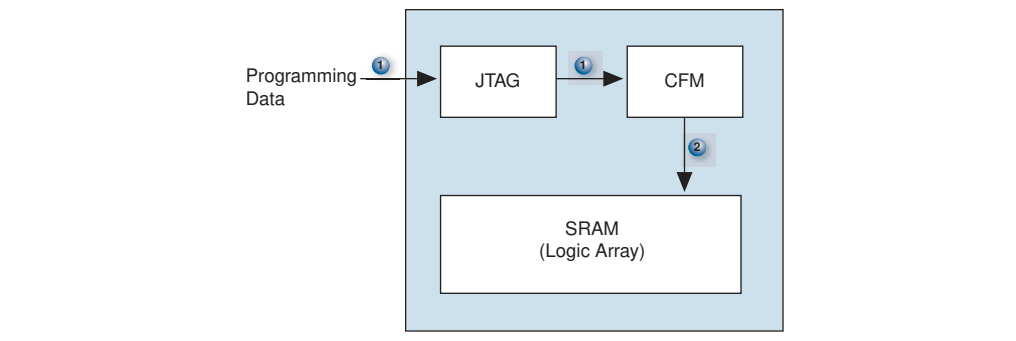 Programming
Data
1
JTAG
1
CFM
2
SRAM
(Logic Array)